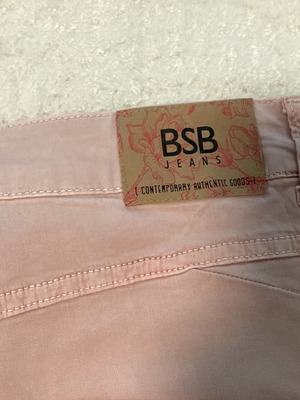 BSB
JEANS
[ CONTEMPORARY AUTHENTIC GOODS ]